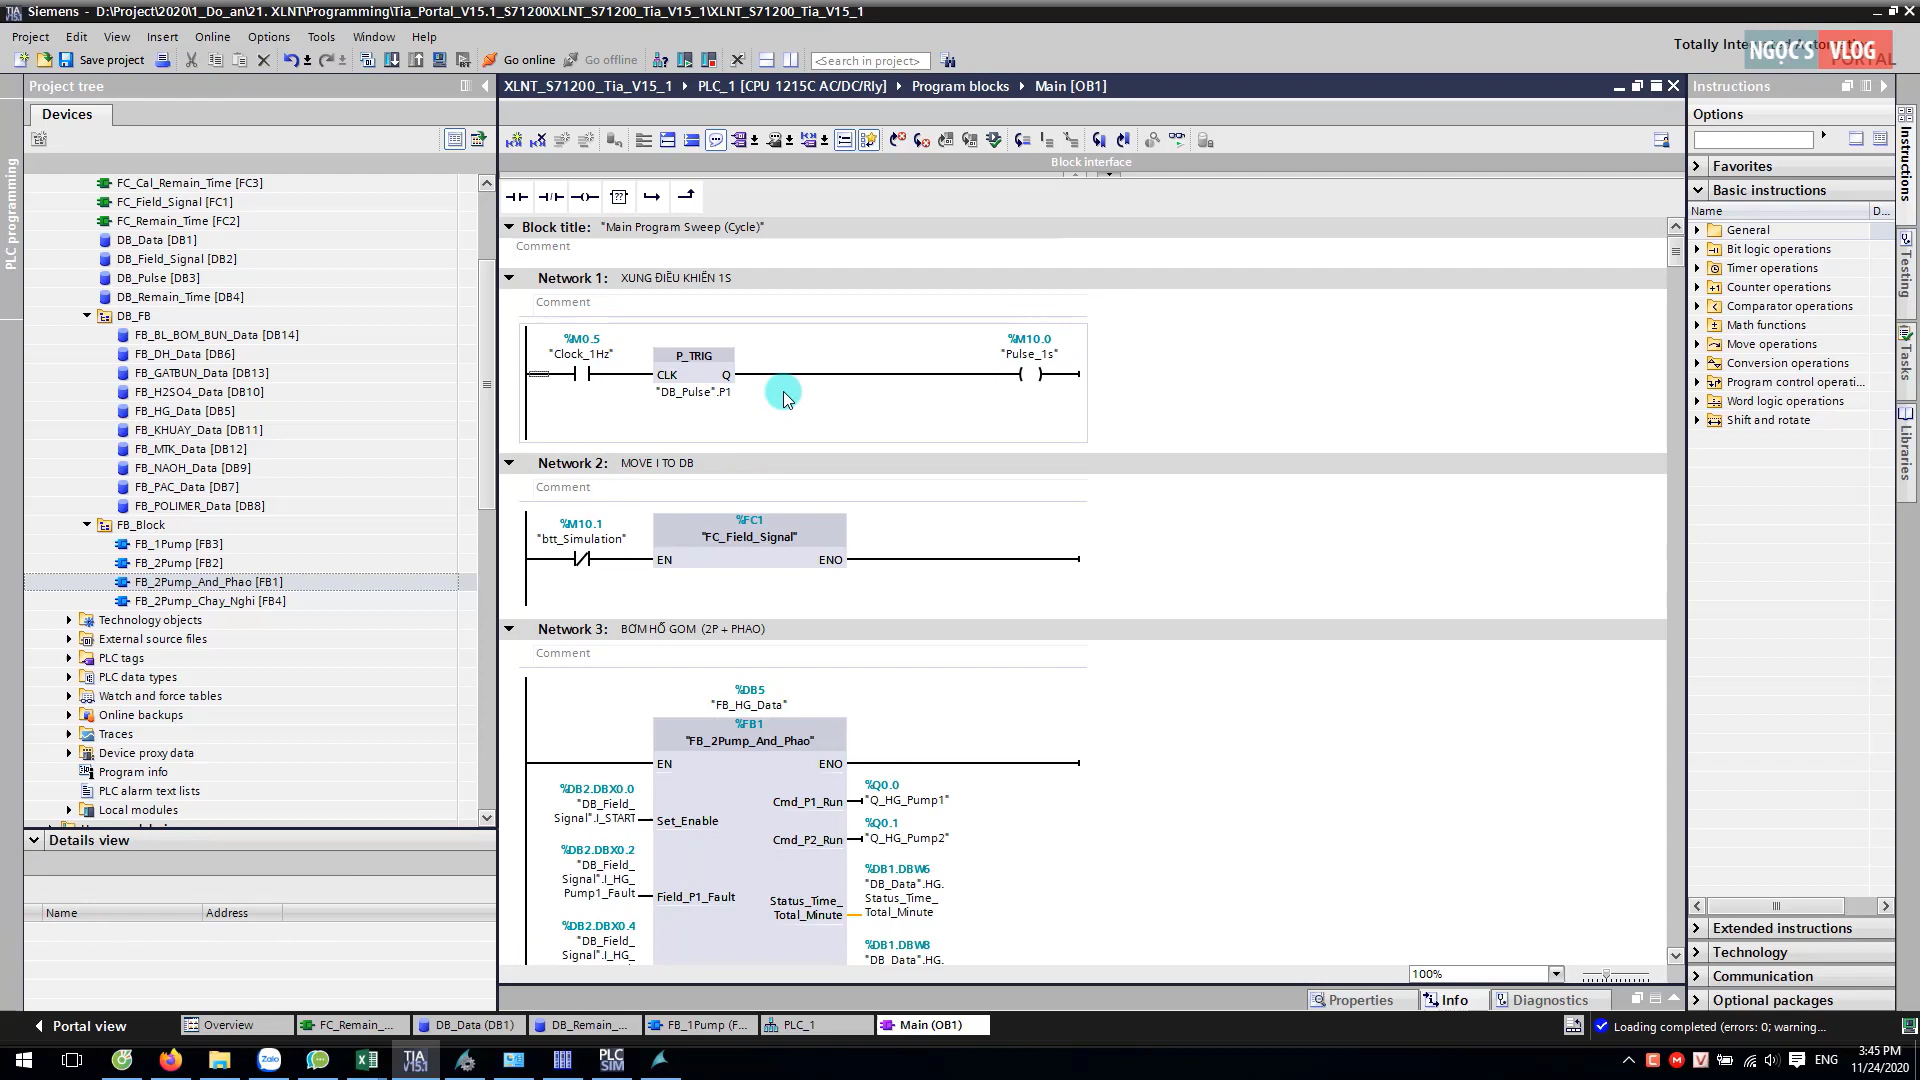 Siemens - D:\Project\2020\1_Do_an\21. XLNT\Programming\Tia_Portal_V15.1_S71200\XLNT_S71200_Tia_V15_1\XLNT_S71200_Tia_V15_1
Project Edit View Insert Online Options Tools Window Help
Totally Inte
NGỌC'S VLOG
PORTAL
Save project
Go online
Go offline
<Search in project>
Project tree
XLNT_S71200_Tia_V15_1 PLC_1 [CPU 1215C AC/DC/Rly] Program blocks Main [OB1]
Instructions
Devices
Options
PLC programming
Block interface
FC_Cal_Remain_Time [FC3]
FC_Field_Signal [FC1]
FC_Remain_Time [FC2]
DB_Data [DB1]
DB_Field_Signal [DB2]
DB_Pulse [DB3]
DB_Remain_Time [DB4]
DB_FB
FB_BL_BOM_BUN_Data [DB14]
FB_DH_Data [DB6]
FB_GATBUN_Data [DB13]
FB_H2SO4_Data [DB10]
FB_HG_Data [DB5]
FB_KHUAY_Data [DB11]
FB_MTK_Data [DB12]
FB_NAOH_Data [DB9]
FB_PAC_Data [DB7]
FB_POLIMER_Data [DB8]
FB_Block
FB_1Pump [FB3]
FB_2Pump [FB2]
FB_2Pump_And_Phao [FB1]
FB_2Pump_Chay_Nghi [FB4]
Technology objects
External source files
PLC tags
PLC data types
Watch and force tables
Online backups
Traces
Device proxy data
Program info
PLC alarm text lists
Local modules
Details view
Name Address
??
Block title: "Main Program Sweep (Cycle)"
Comment
Network 1: XUNG ĐIỀU KHIỂN 1S
Comment
%M0.5
"Clock_1Hz"
P_TRIG
CLK Q
"DB_Pulse".P1
%M10.0
"Pulse_1s"
Network 2: MOVE I TO DB
Comment
%M10.1
"btt_Simulation"
%FC1
"FC_Field_Signal"
EN ENO
Network 3: BƠM HỐ GOM (2P + PHAO)
Comment
%DB5
"FB_HG_Data"
%FB1
"FB_2Pump_And_Phao"
EN ENO
%DB2.DBX0.0
"DB_Field_
Signal".I_START
Set_Enable
%DB2.DBX0.2
"DB_Field_
Signal".I_HG_
Pump1_Fault
Field_P1_Fault
%DB2.DBX0.4
"DB_Field_
Signal".I_HG_
Cmd_P1_Run
%Q0.0
"Q_HG_Pump1"
Cmd_P2_Run
%Q0.1
"Q_HG_Pump2"
Status_Time_
Total_Minute
%DB1.DBW6
"DB_Data".HG.
Status_Time_
Total_Minute
%DB1.DBW8
"DB_Data".HG.
100%
Properties Info Diagnostics
Favorites
Basic instructions
Name D...
General
Bit logic operations
Timer operations
Counter operations
Comparator operations
Math functions
Move operations
Conversion operations
Program control operati...
Word logic operations
Shift and rotate
Extended instructions
Technology
Communication
Optional packages
Instructions
Testing
Tasks
Libraries
Portal view
Overview
FC_Remain_...
DB_Data (DB1)
DB_Remain_...
FB_1Pump (F...
PLC_1
Main (OB1)
Loading completed (errors: 0; warning...
Zalo
TIA
V15.1
PLC
SIM
ENG
3:45 PM
11/24/2020